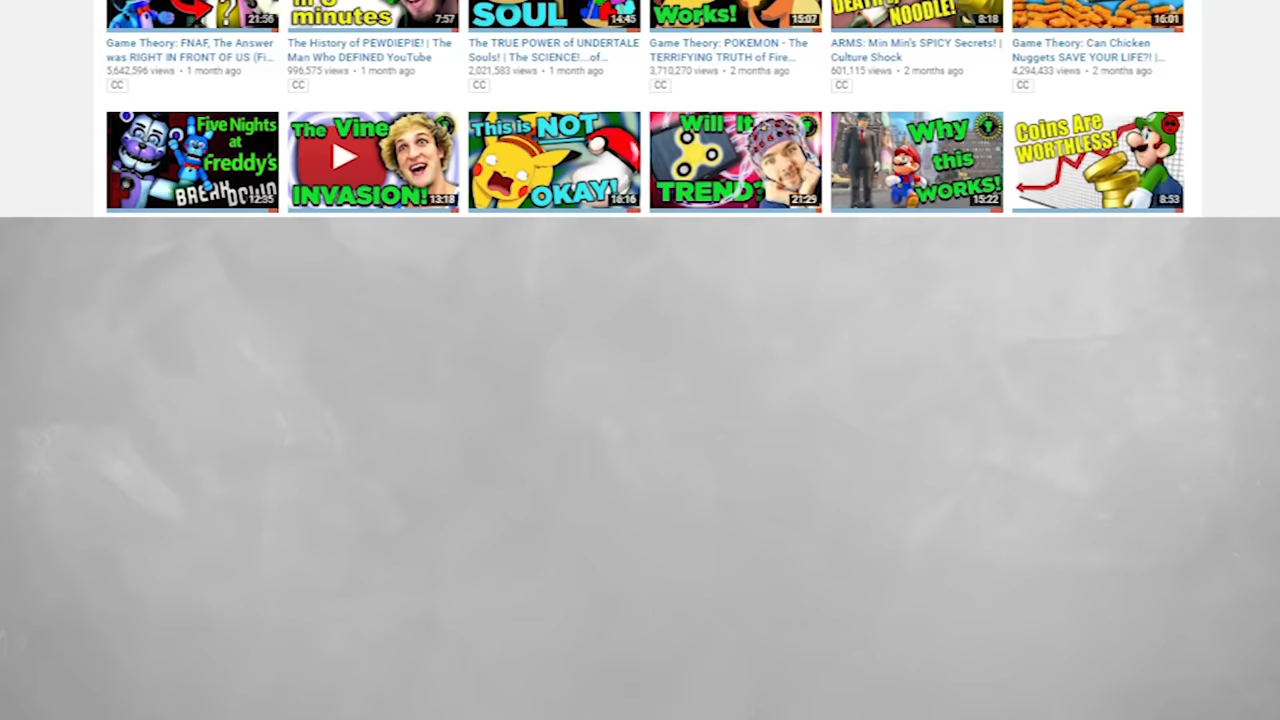 in 8
minutes
SOUL
Works!
DEATH
NOODLE!
21:56
7:57
14:45
15:07
8:18
16:01
Game Theory: FNAF, The Answer
was RIGHT IN FRONT OF US (Fi...
5,642,596 views • 1 month ago
CC
The History of PEWDIEPIE! | The
Man Who DEFINED YouTube
996,575 views • 1 month ago
CC
The TRUE POWER of UNDERTALE
Souls! | The SCIENCE!...of...
2,021,583 views • 1 month ago
CC
Game Theory: POKEMON - The
TERRIFYING TRUTH of Fire...
3,710,270 views • 2 months ago
CC
ARMS: Min Min's SPICY Secrets! |
Culture Shock
601,115 views • 2 months ago
CC
Game Theory: Can Chicken
Nuggets SAVE YOUR LIFE?! |...
4,294,433 views • 2 months ago
CC
Five Nights
at
Freddy's
BREAKDOWN
12:35
The Vine
INVASION!
13:18
This is NOT
OKAY!
16:16
Will It
TREND?
21:29
Why
this
WORKS!
15:22
Coins Are
WORTHLESS!
8:53